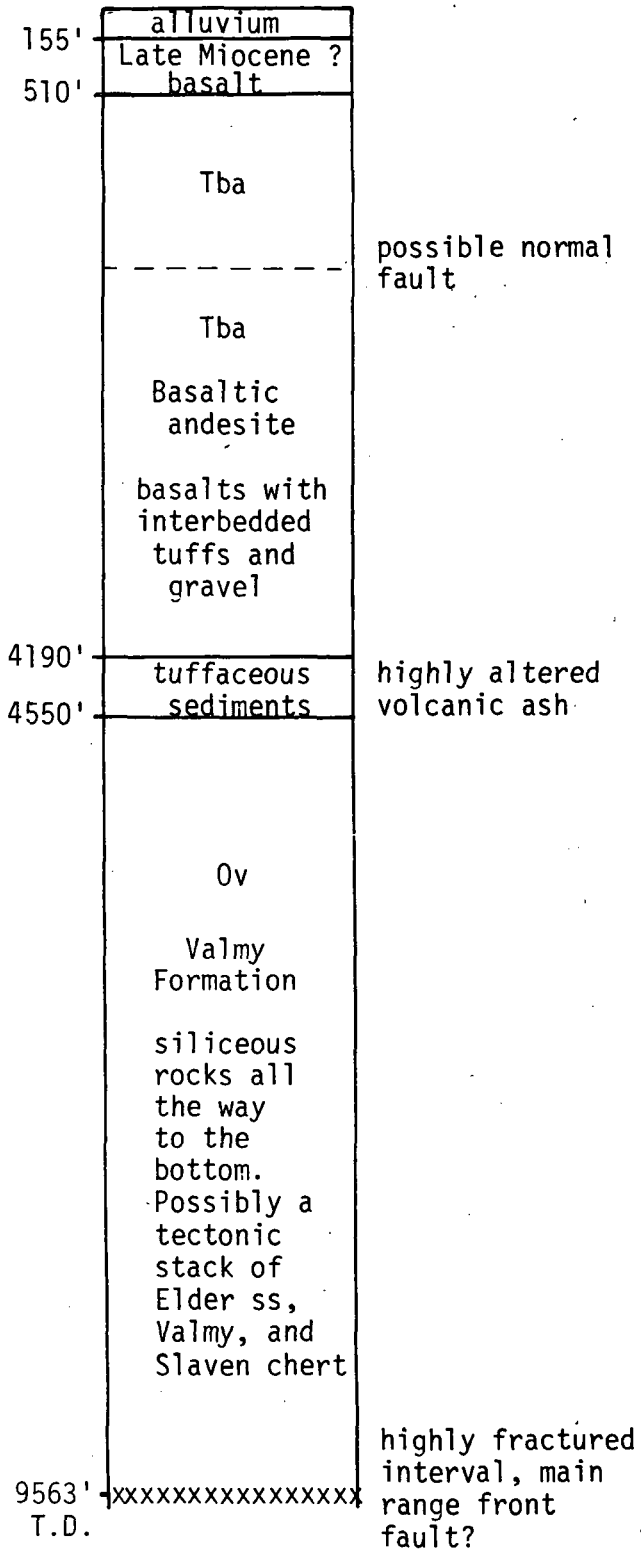 alluvium
155'
Late Miocene ?
basalt
510'
Tba
possible normal
fault
Tba
Basaltic
andesite
basalts with
interbedded
tuffs and
gravel
4190'
tuffaceous
sediments
highly altered
volcanic ash
4550'
Ov
Valmy
Formation
siliceous
rocks all
the way
to the
bottom.
Possibly a
tectonic
stack of
Elder ss,
Valmy, and
Slaven chert
highly fractured
interval, main
range front
fault?
9563'
T.D.
xxxxxxxxxxxxxxxx